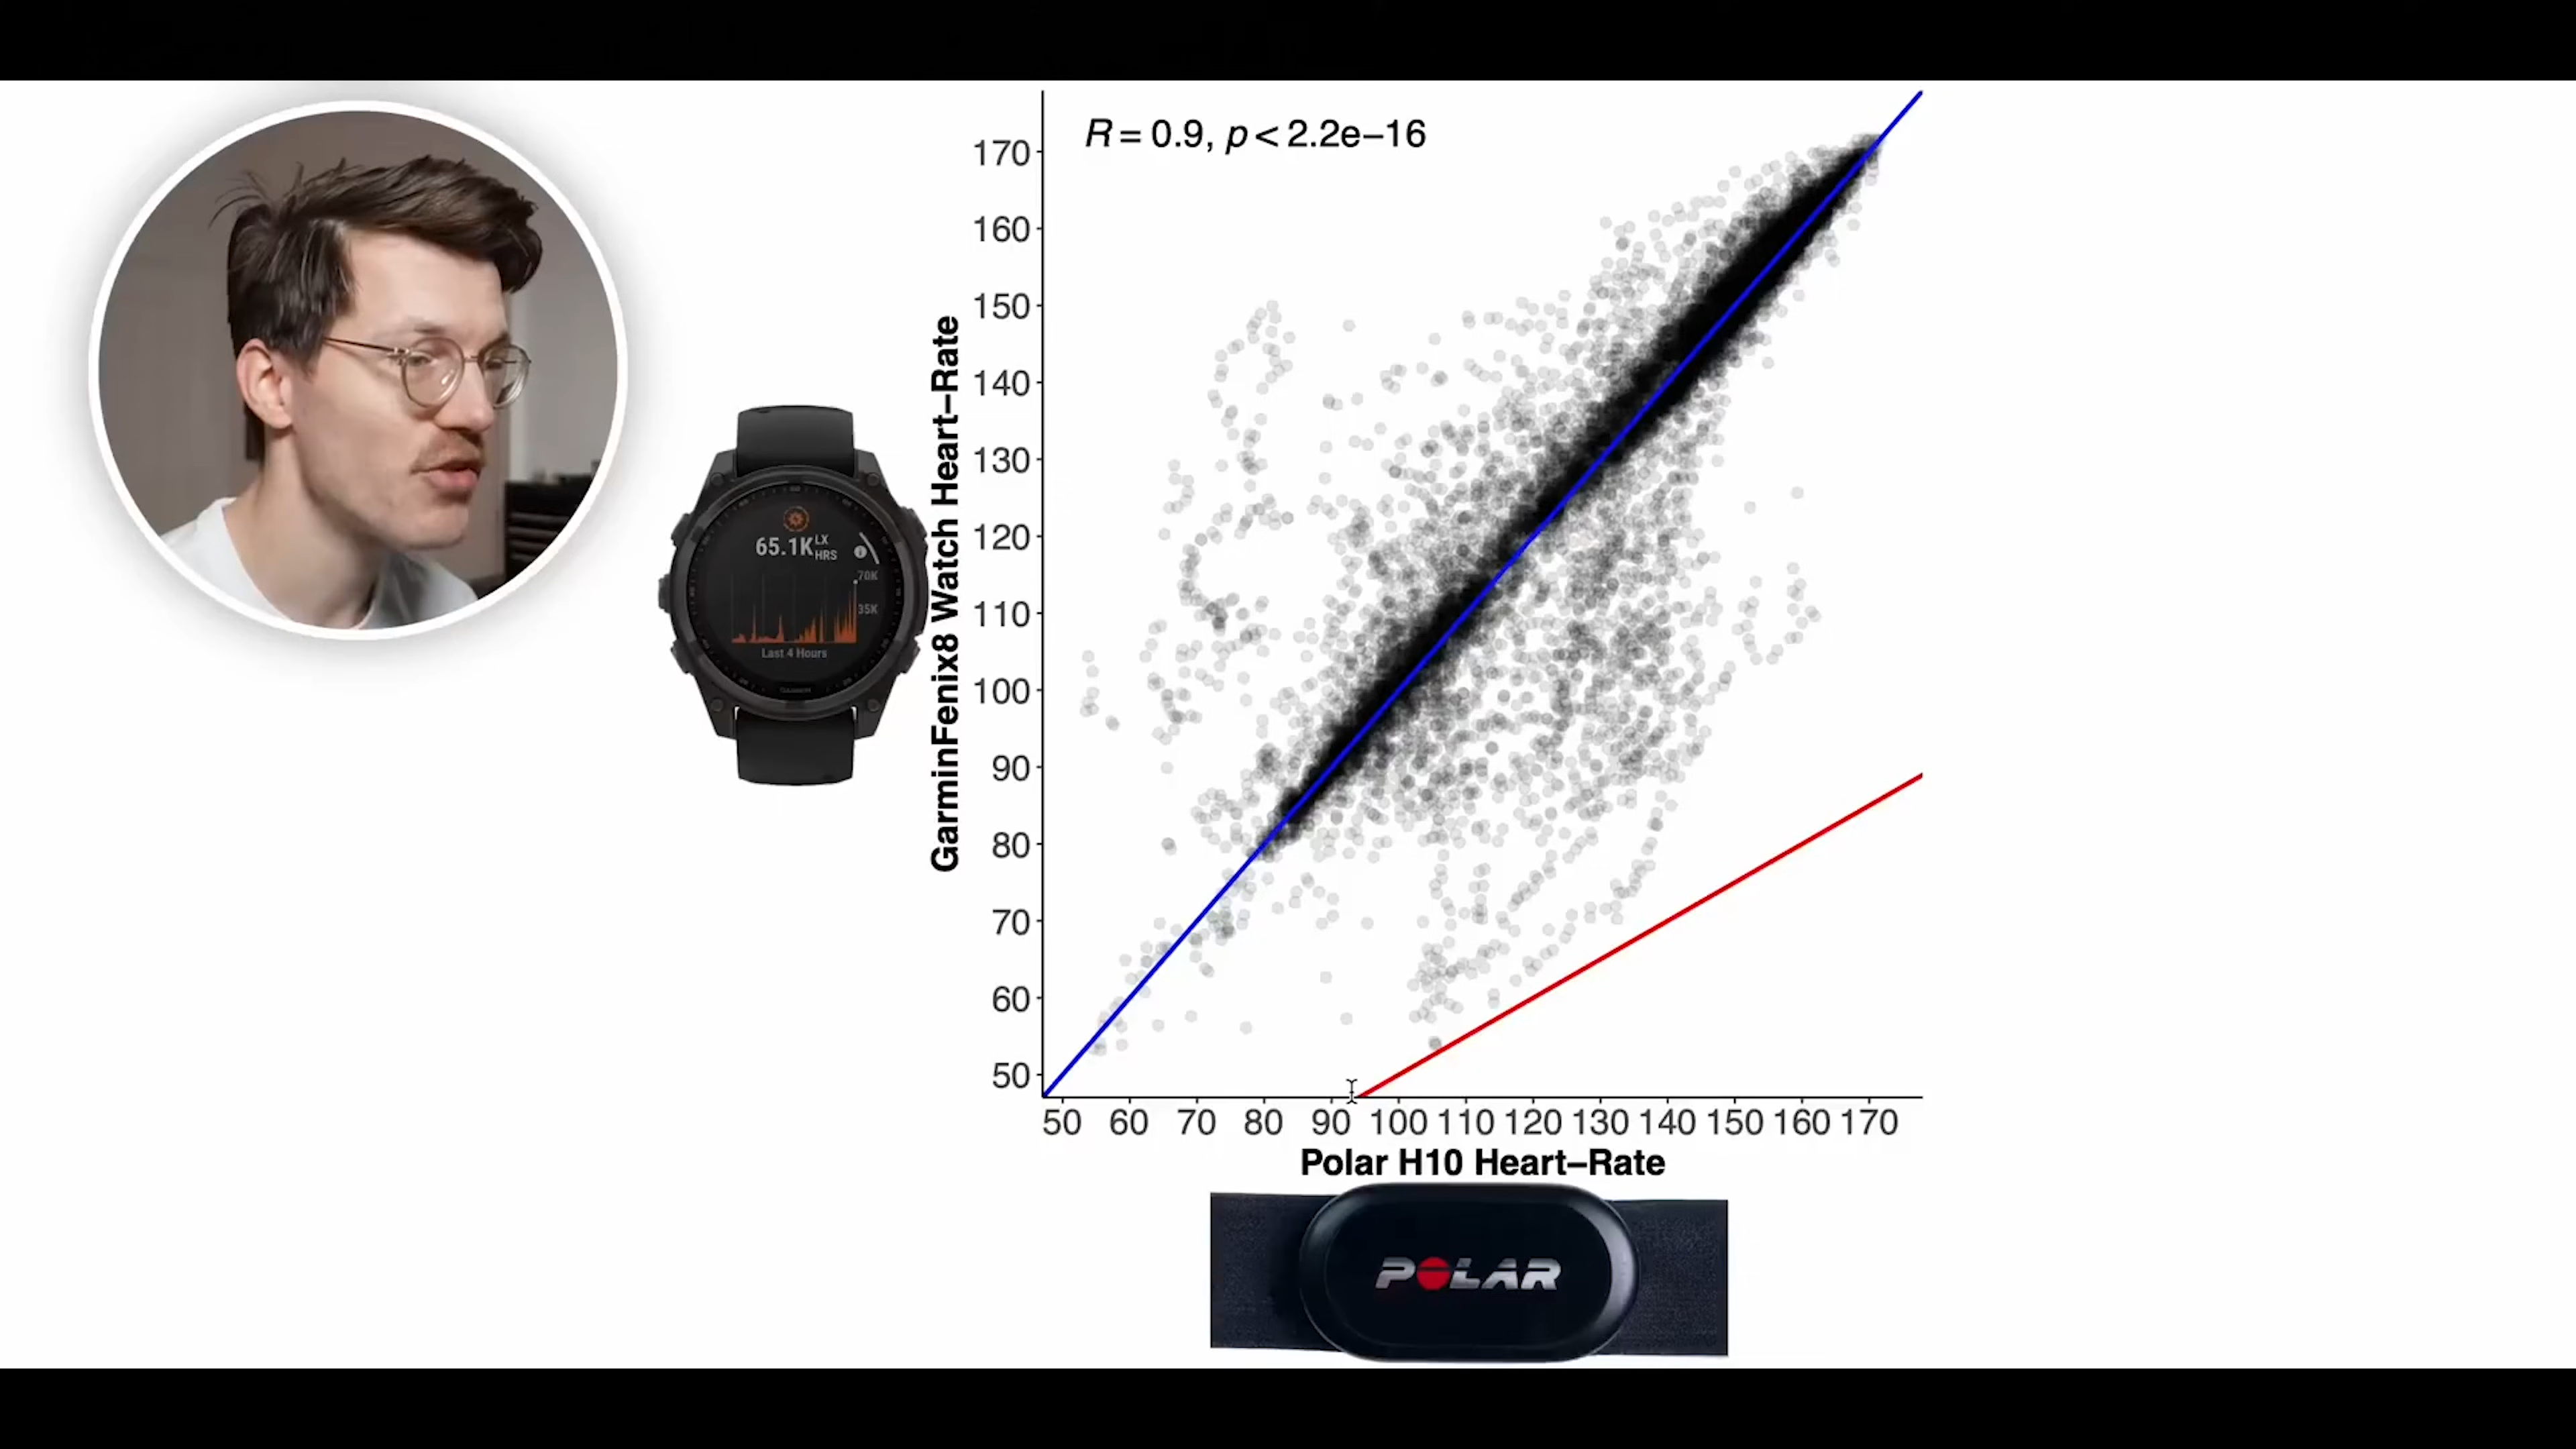 R = 0.9, p < 2.2e−16
170
160
150
140
130
120
110
100
90
80
70
60
50
GarminFenix8 Watch Heart−Rate
65.1K LX HRS
70K
35K
Last 4 Hours
GARMIN
50 60 70 80 90 100 110 120 130 140 150 160 170
Polar H10 Heart−Rate
POLAR